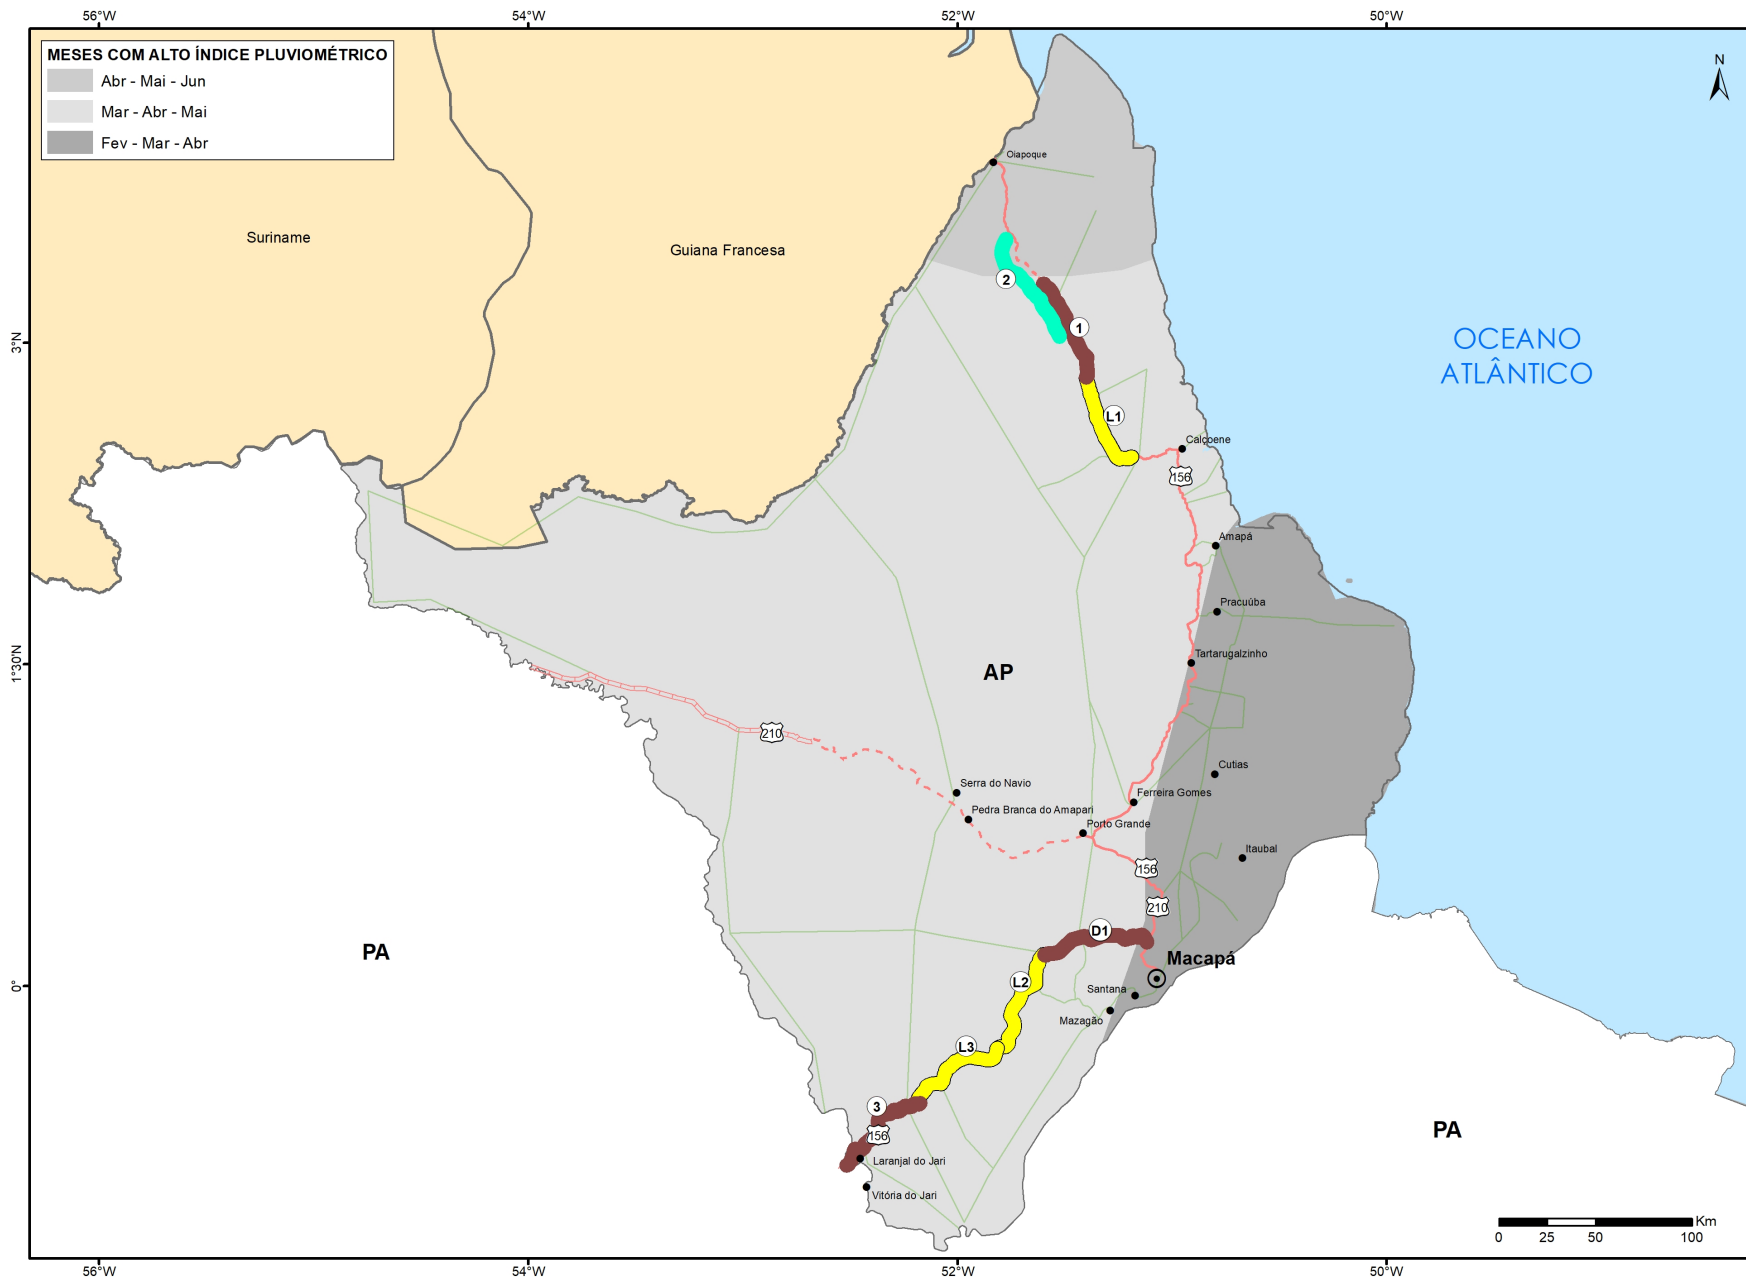 56°W
54°W
52°W
50°W
MESES COM ALTO ÍNDICE PLUVIOMÉTRICO
Abr - Mai - Jun
Mar - Abr - Mai
Fev - Mar - Abr
N
Oiapoque
Suriname
Guiana Francesa
2
1
3°N
OCEANO
ATLÂNTICO
L1
Calçoene
156
Amapá
Pracuúba
Tartarugalzinho
1°30'N
AP
210
Cutias
Serra do Navio
Ferreira Gomes
Pedra Branca do Amapari
Porto Grande
Itaubal
156
210
D1
PA
Macapá
L2
Santana
0°
Mazagão
L3
3
156
PA
Laranjal do Jari
Vitória do Jari
Km
0 25 50 100
56°W
54°W
52°W
50°W